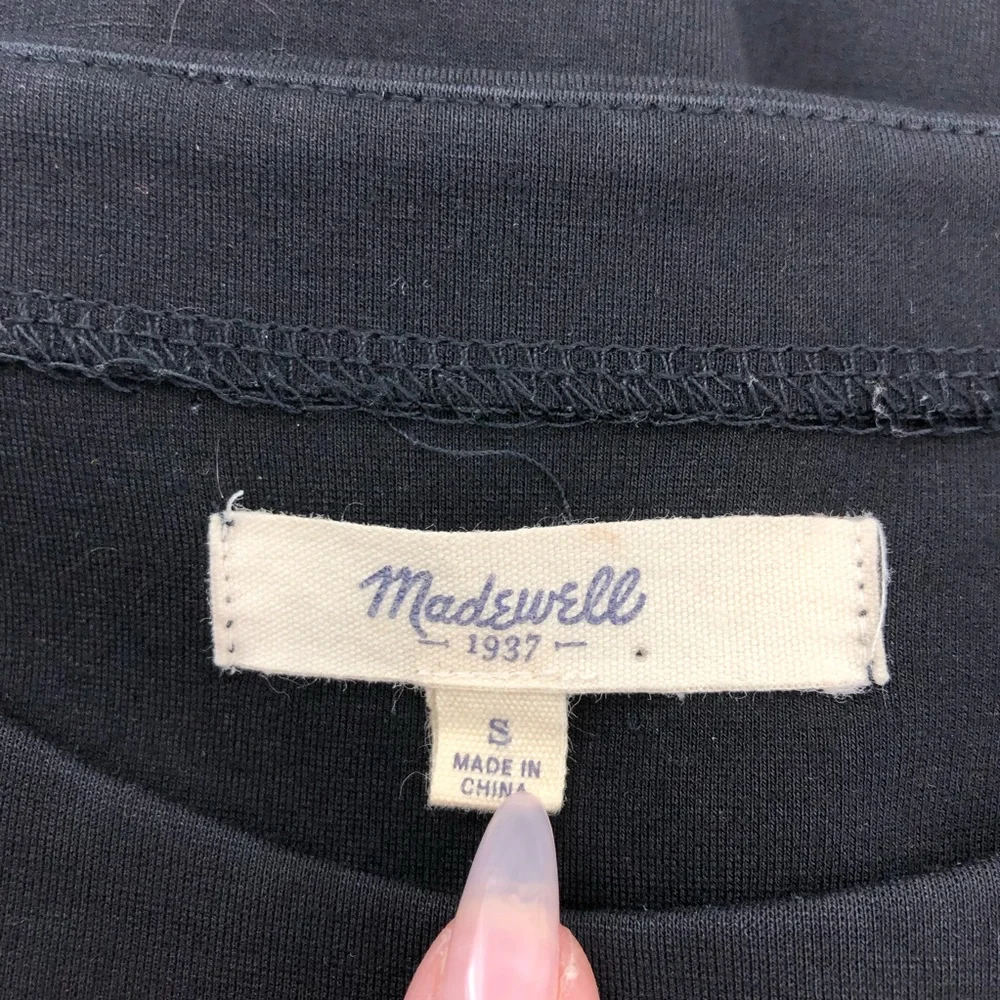 Madewell
— 1937 —
S
MADE IN
CHINA